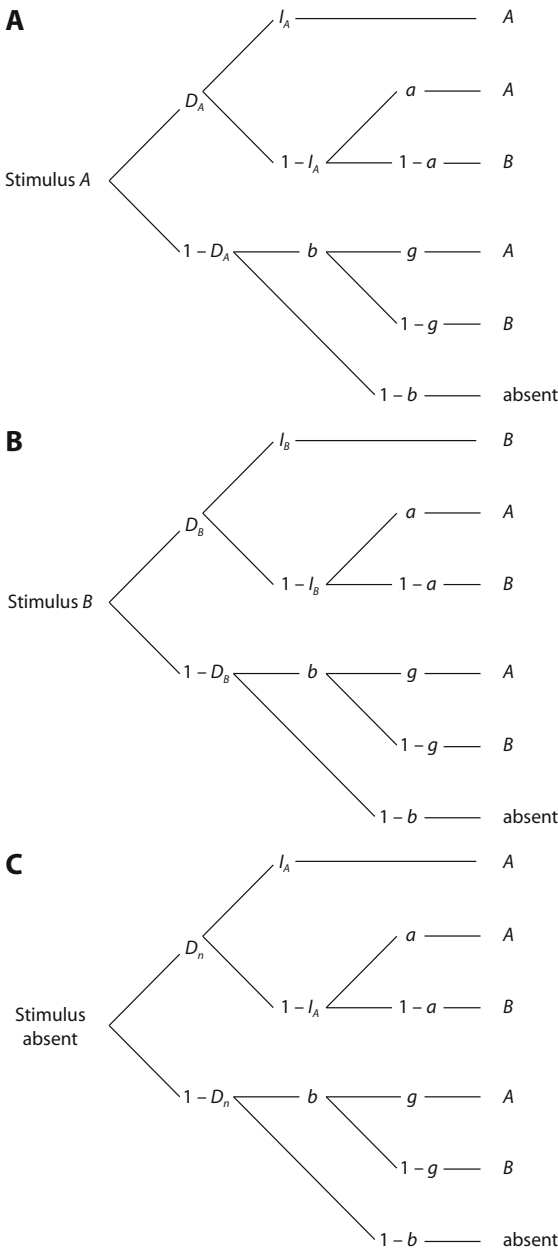 A
I_A A
a A
D_A
1 – I_A 1 – a B
Stimulus A
1 – D_A b g A
1 – g B
1 – b absent
B
I_B B
a A
D_B
1 – I_B 1 – a B
Stimulus B
1 – D_B b g A
1 – g B
1 – b absent
C
I_A A
a A
D_n
1 – I_A 1 – a B
Stimulus
absent
1 – D_n b g A
1 – g B
1 – b absent